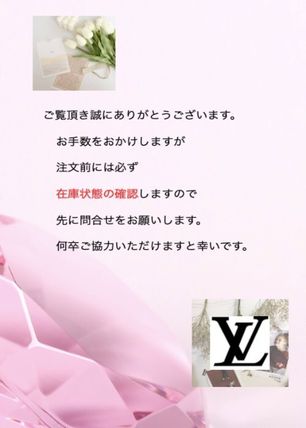 ご覧頂き誠にありがとうございます。
お手数をおかけしますが
注文前には必ず
在庫状態の確認しますので
先に問合せをお願いします。
何卒ご協力いただけますと幸いです。
LV